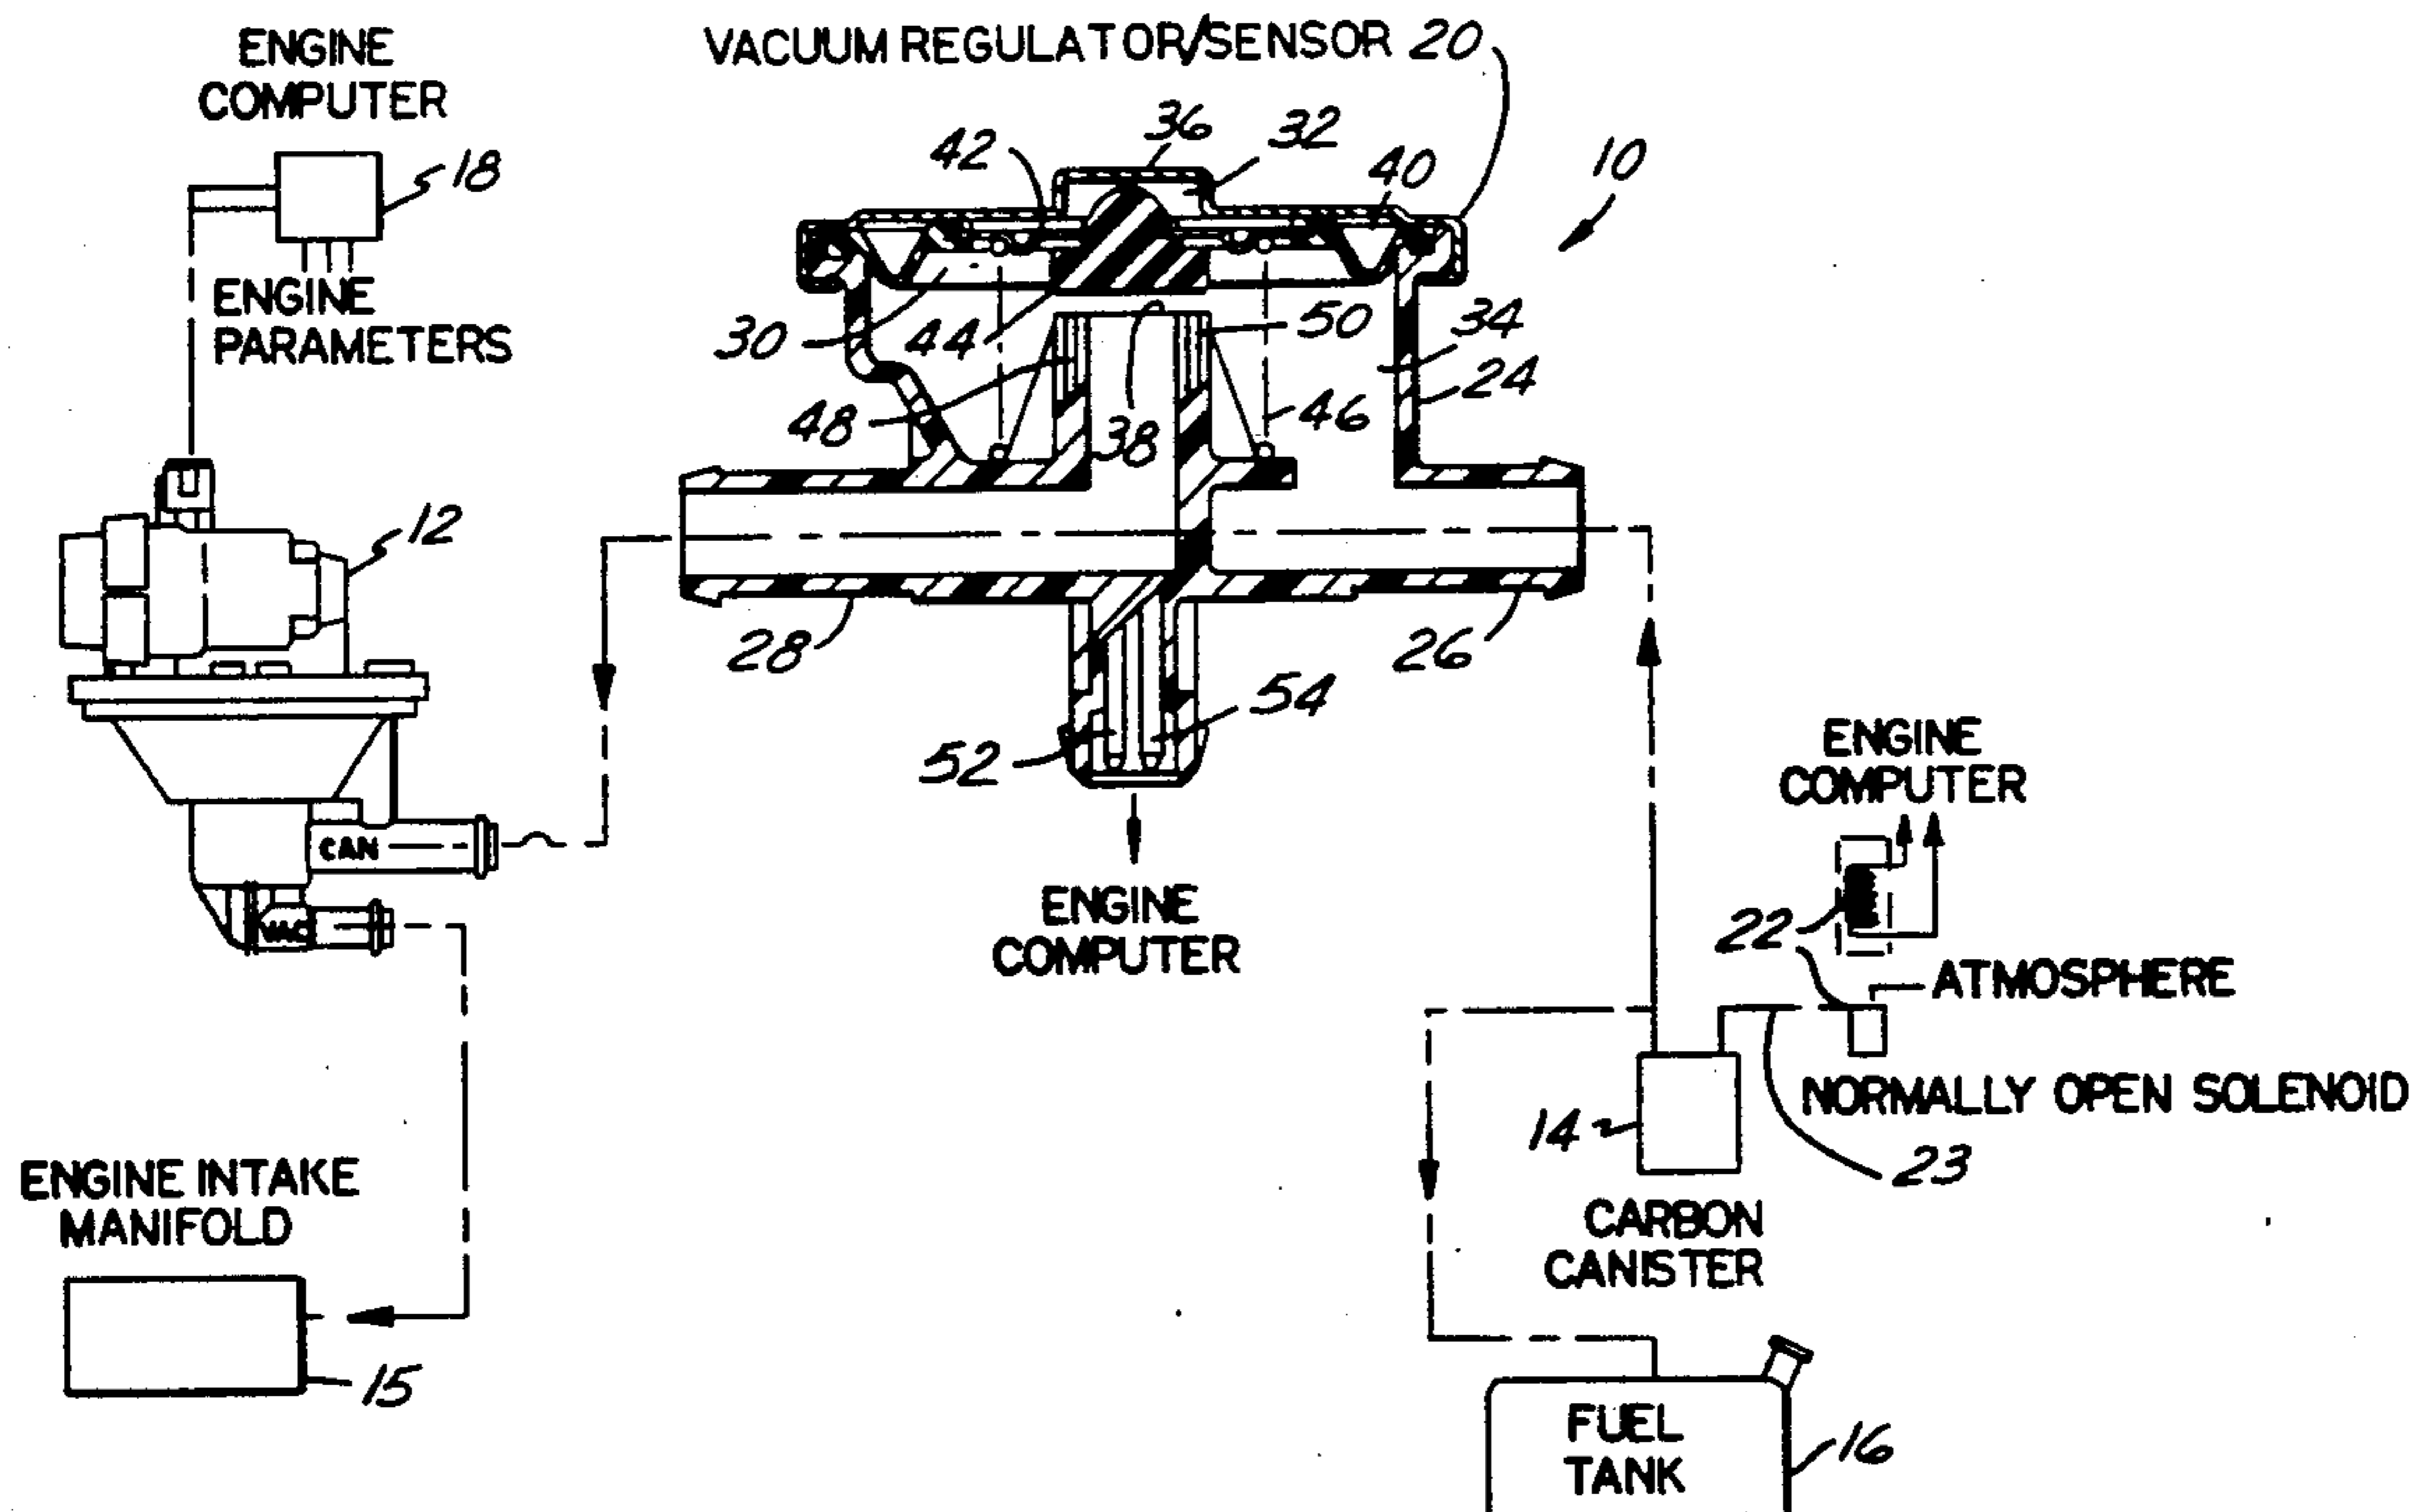 ENGINE
COMPUTER
18
ENGINE
PARAMETERS
VACUUM REGULATOR/SENSOR 20
42
36
32
40
10
30
44
50
34
24
48
38
46
12
28
26
52
54
CAN
VAC
ENGINE
COMPUTER
ENGINE
COMPUTER
22
ATMOSPHERE
NORMALLY OPEN SOLENOID
14
23
CARBON
CANISTER
ENGINE INTAKE
MANIFOLD
15
FUEL
TANK
16